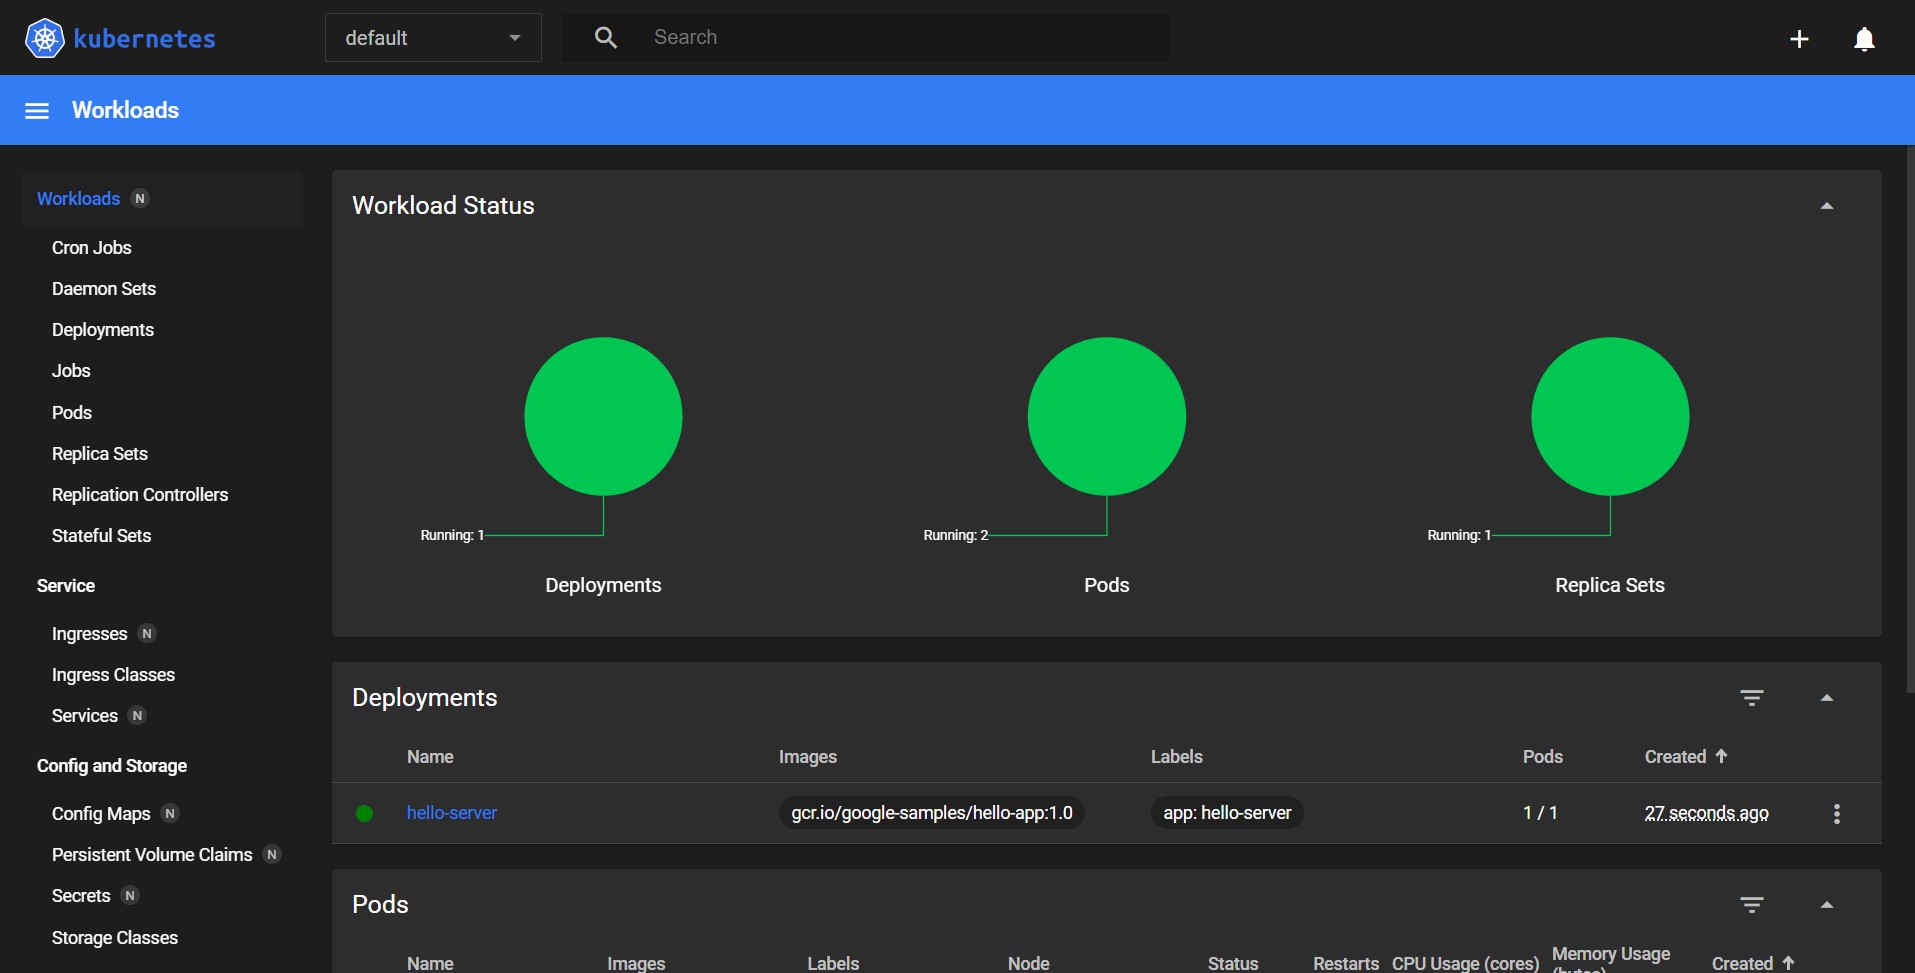 kubernetes
default
Search
Workloads
Workloads N
Cron Jobs
Daemon Sets
Deployments
Jobs
Pods
Replica Sets
Replication Controllers
Stateful Sets
Service
Ingresses N
Ingress Classes
Services N
Config and Storage
Config Maps N
Persistent Volume Claims N
Secrets N
Storage Classes
Workload Status
Running: 1
Deployments
Running: 2
Pods
Running: 1
Replica Sets
Deployments
Name Images Labels Pods Created
hello-server gcr.io/google-samples/hello-app:1.0 app: hello-server 1 / 1 27 seconds ago
Pods
Name Images Labels Node Status Restarts CPU Usage (cores) Memory Usage (bytes) Created